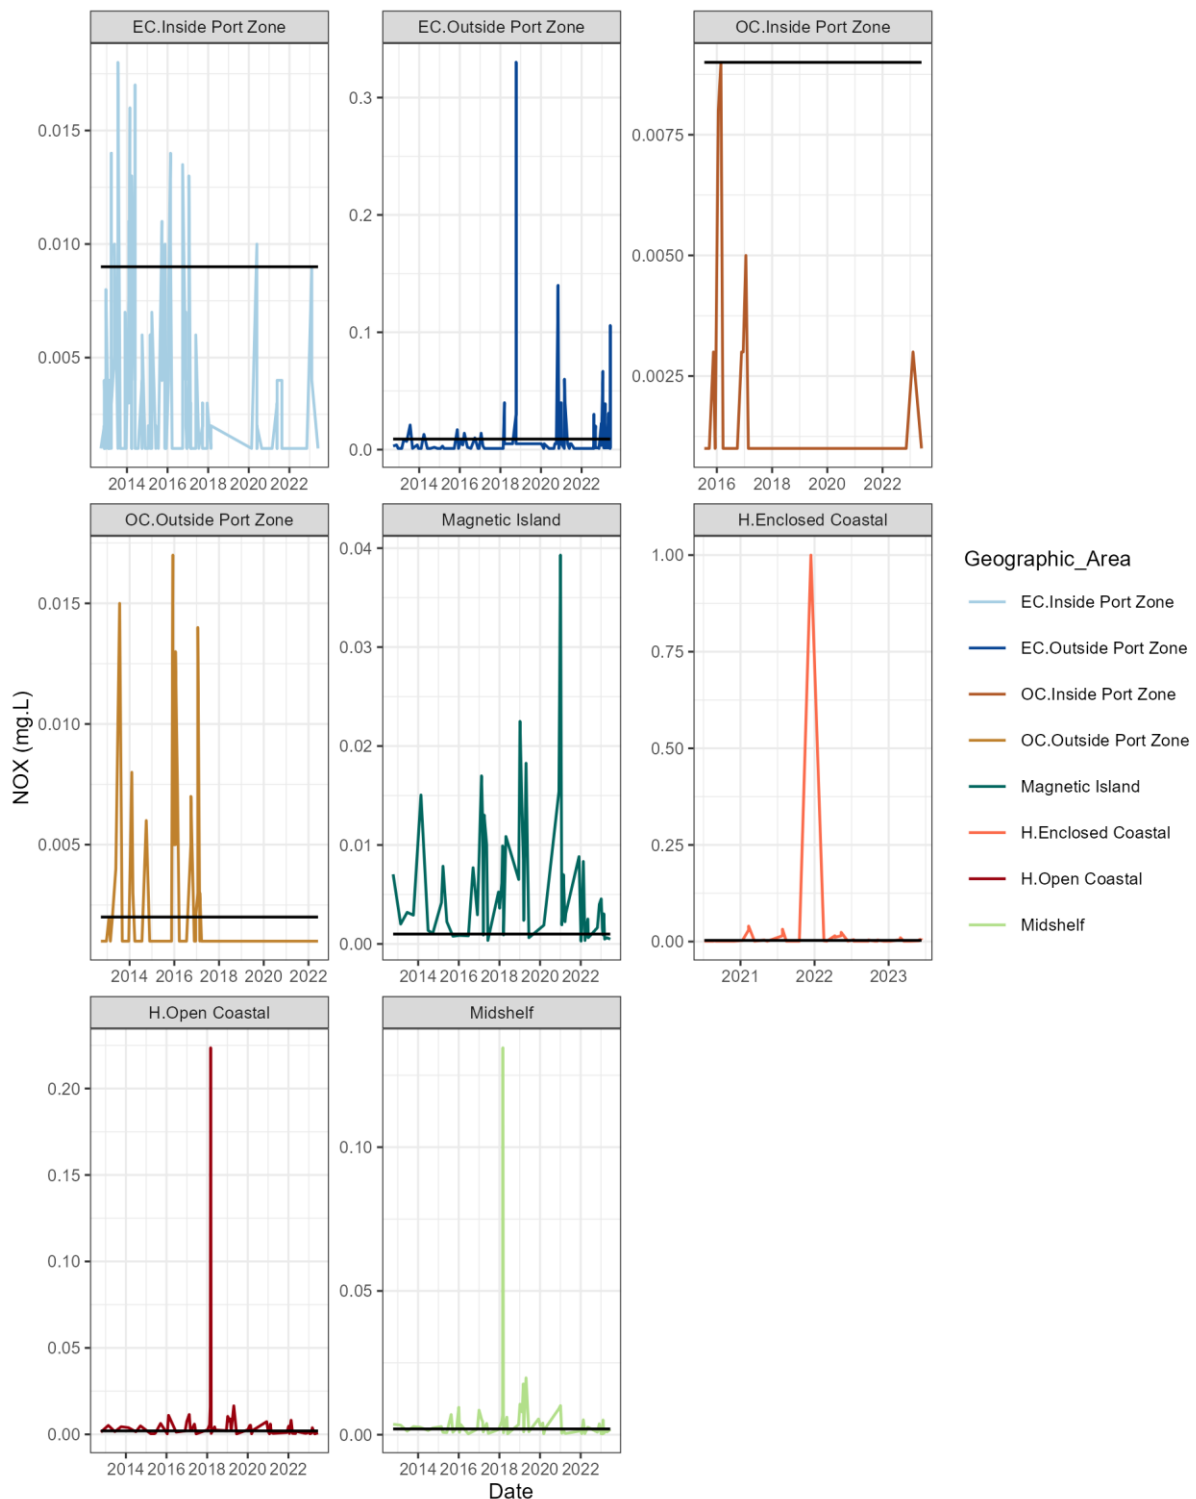 EC.Inside Port Zone
EC.Outside Port Zone
OC.Inside Port Zone
0.015
0.010
0.005
2014 2016 2018 2020 2022
0.3
0.2
0.1
0.0
2014 2016 2018 2020 2022
0.0075
0.0050
0.0025
2016 2018 2020 2022
OC.Outside Port Zone
Magnetic Island
H.Enclosed Coastal
0.015
0.010
0.005
2014 2016 2018 2020 2022
0.04
0.03
0.02
0.01
0.00
2014 2016 2018 2020 2022
1.00
0.75
0.50
0.25
0.00
2021 2022 2023
H.Open Coastal
Midshelf
0.20
0.15
0.10
0.05
0.00
2014 2016 2018 2020 2022
0.10
0.05
0.00
2014 2016 2018 2020 2022
NOX (mg.L)
Date
Geographic_Area
EC.Inside Port Zone
EC.Outside Port Zone
OC.Inside Port Zone
OC.Outside Port Zone
Magnetic Island
H.Enclosed Coastal
H.Open Coastal
Midshelf